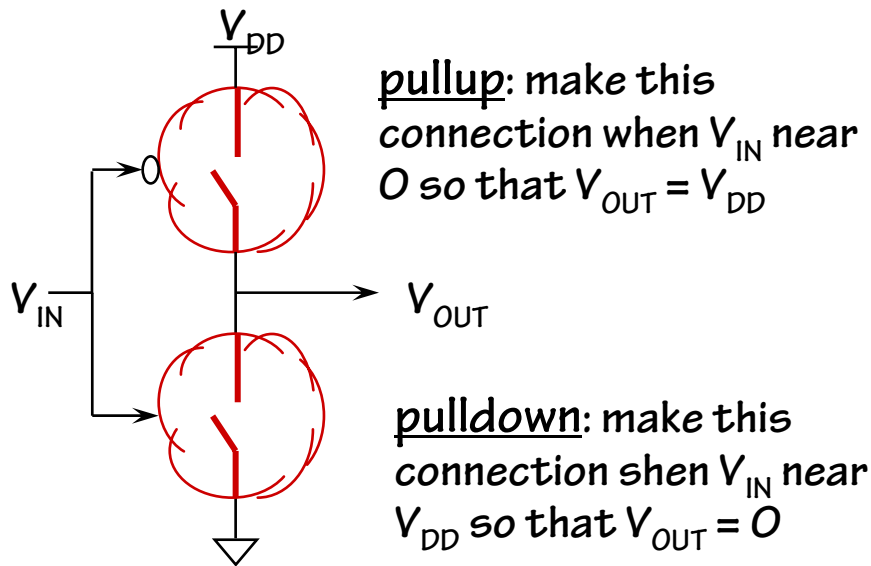 VDD
pullup: make this
connection when VIN near
0 so that VOUT = VDD
VIN
VOUT
pulldown: make this
connection shen VIN near
VDD so that VOUT = 0